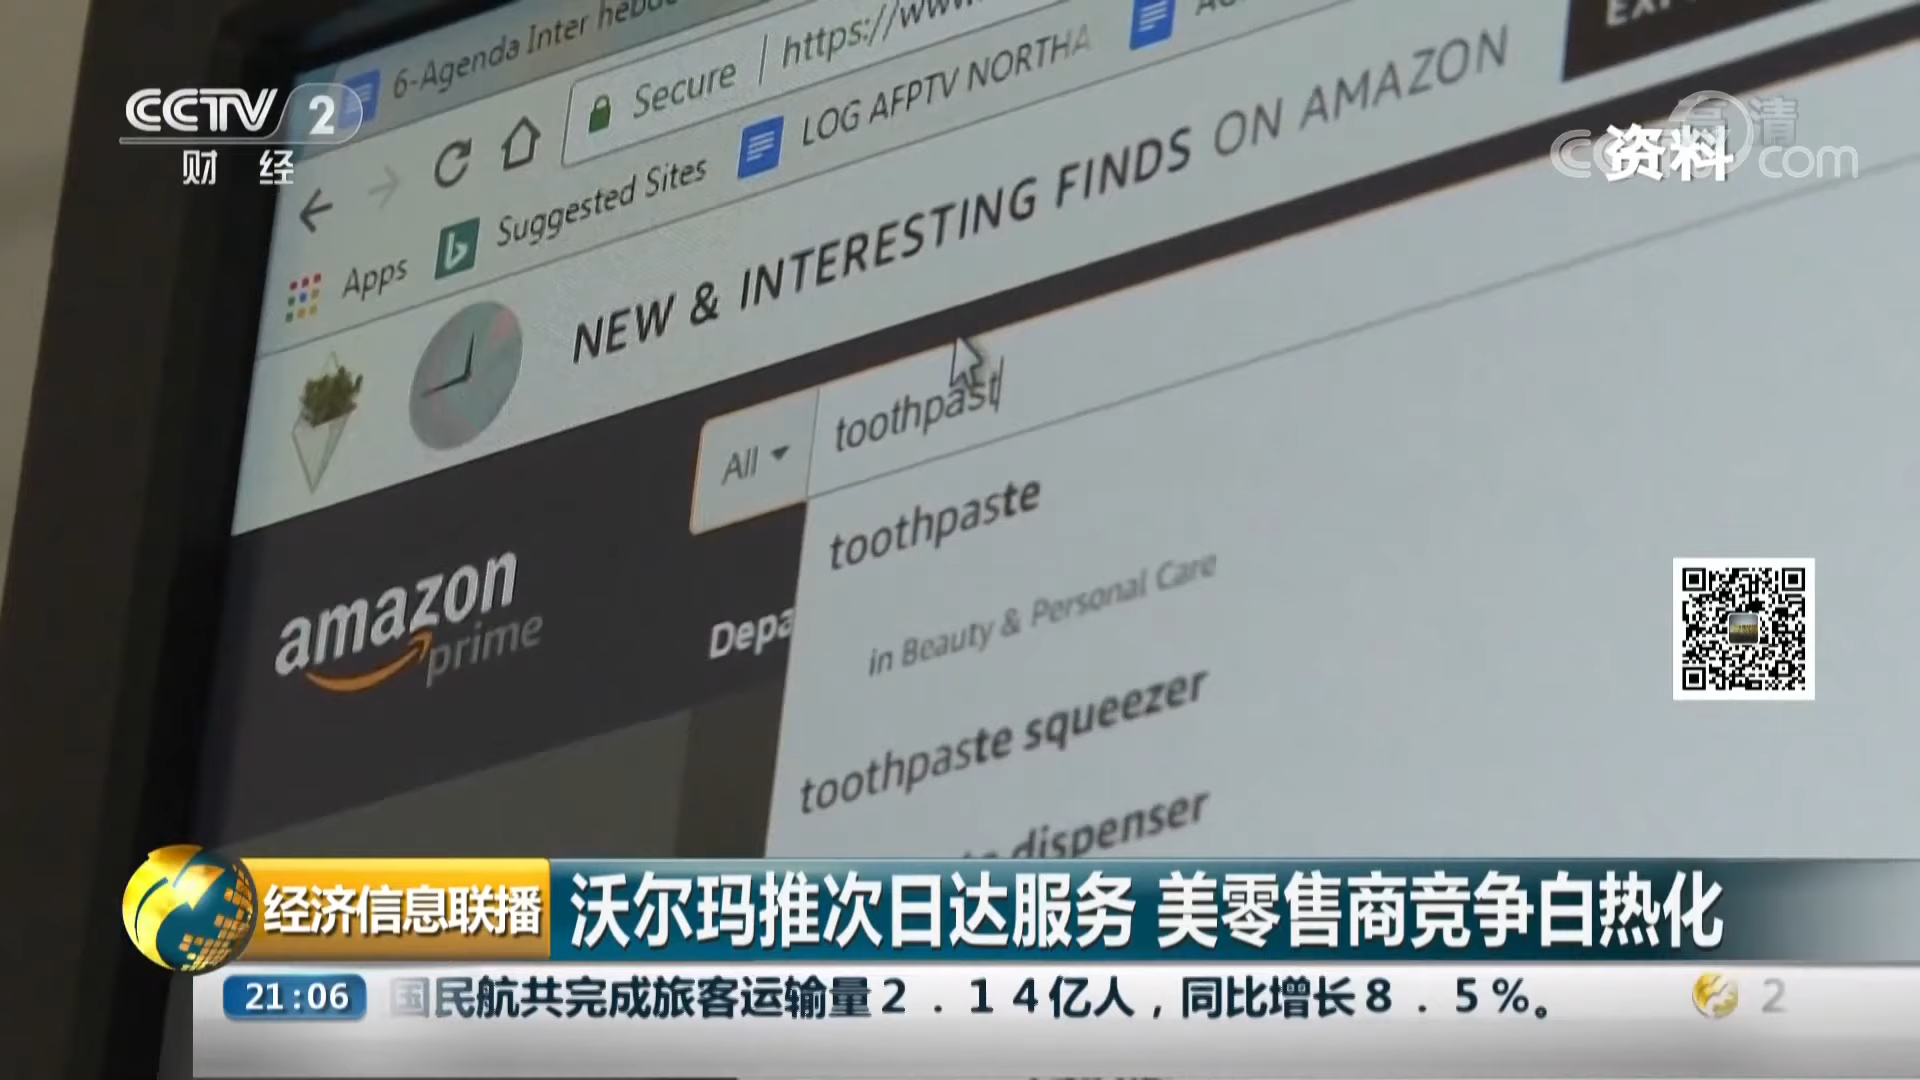 6-Agenda Inter
Secure
https://www.
Apps
Suggested Sites
LOG AFPTV NORTHA
NEW & INTERESTING FINDS ON AMAZON
All
toothpast
toothpaste
in Beauty & Personal Care
toothpaste squeezer
dispenser
amazon
prime
Depa
CCTV 2
财 经
资料
高清
com
经济信息联播
沃尔玛推次日达服务 美零售商竞争白热化
21:06
国民航共完成旅客运输量2.14亿人，同比增长8.5%。
2